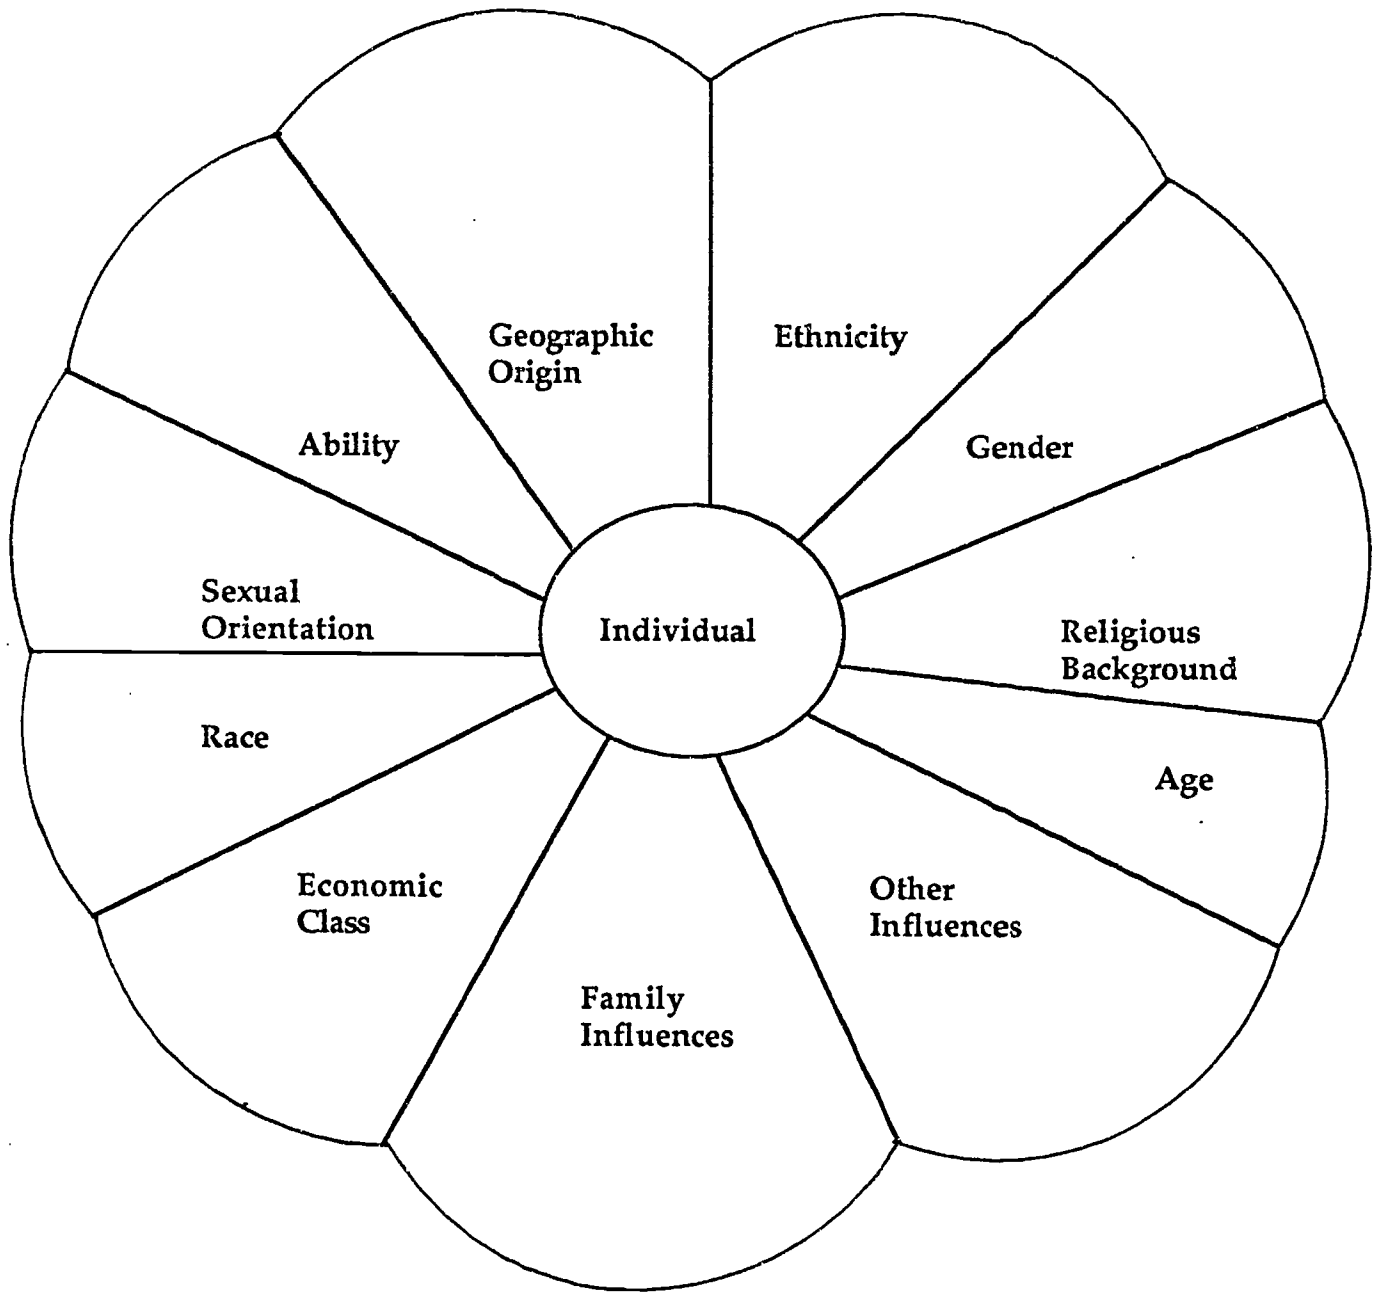 Geographic
Origin
Ethnicity
Ability
Gender
Sexual
Orientation
Individual
Religious
Background
Race
Age
Economic
Class
Other
Influences
Family
Influences